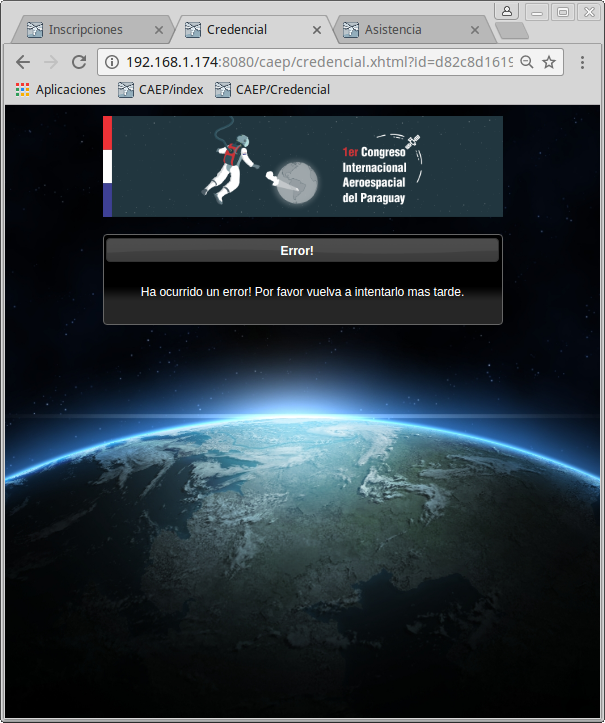 Inscripciones
Credencial
Asistencia
192.168.1.174:8080/caep/credencial.xhtml?id=d82c8d1619
Aplicaciones
CAEP/index
CAEP/Credencial
1er Congreso
Internacional
Aeroespacial
del Paraguay
Error!
Ha ocurrido un error! Por favor vuelva a intentarlo mas tarde.